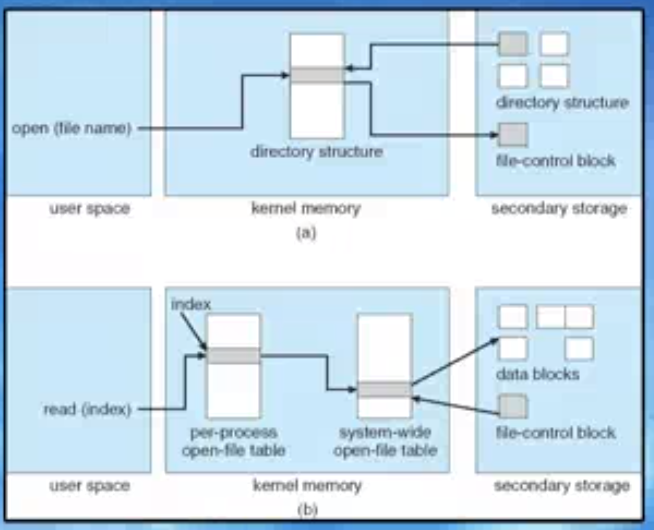 open (file name)
directory structure
directory structure
file-control block
user space
kernel memory
secondary storage
(a)
index
read (index)
per-process
open-file table
system-wide
open-file table
data blocks
file-control block
user space
kernel memory
secondary storage
(b)